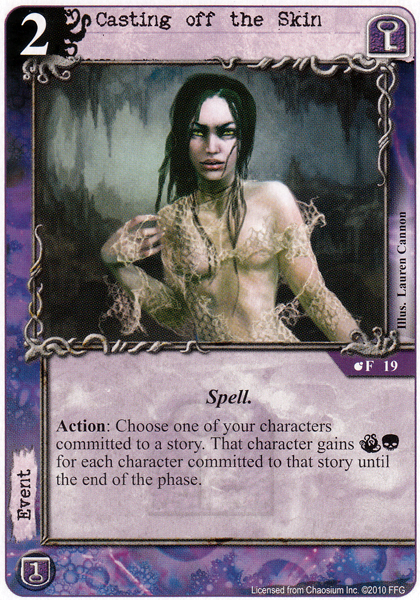 2
Casting off the Skin
Illus. Lauren Cannon
F 19
Spell.
Action: Choose one of your characters
committed to a story. That character gains
for each character committed to that story until
the end of the phase.
Event
Licensed from Chaosium Inc. ©2010 FFG